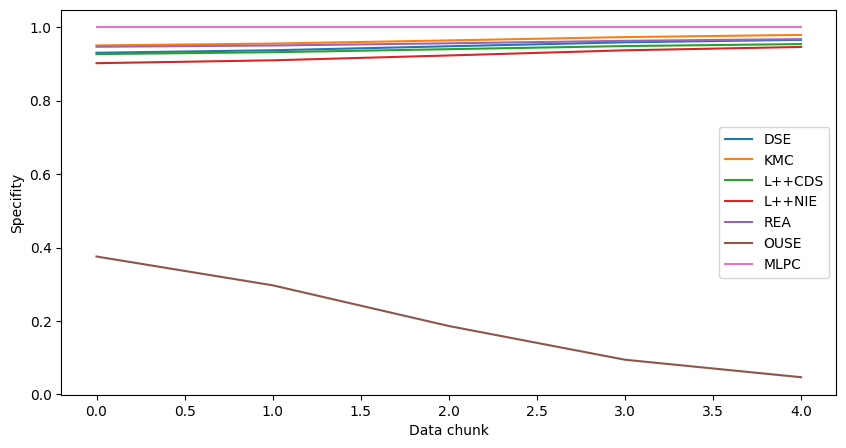 1.0
0.8
0.6
0.4
0.2
0.0
Specifity
0.0 0.5 1.0 1.5 2.0 2.5 3.0 3.5 4.0
Data chunk
DSE
KMC
L++CDS
L++NIE
REA
OUSE
MLPC